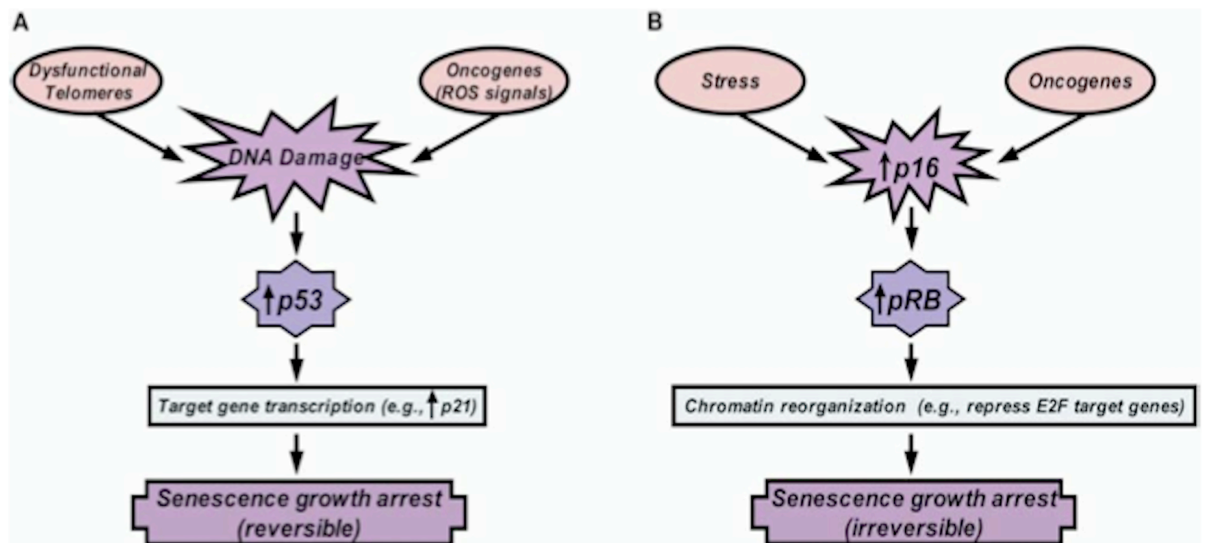 A
Dysfunctional
Telomeres
Oncogenes
(ROS signals)
DNA Damage
↑p53
Target gene transcription (e.g., ↑p21)
Senescence growth arrest
(reversible)
B
Stress
Oncogenes
↑p16
↑pRB
Chromatin reorganization (e.g., repress E2F target genes)
Senescence growth arrest
(irreversible)